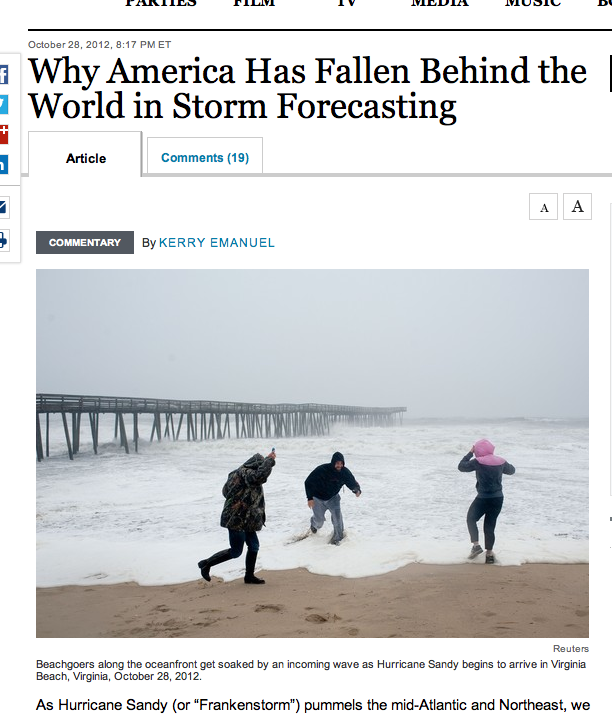 PARTIES FILM TV MEDIA MUSIC
October 28, 2012, 8:17 PM ET
Why America Has Fallen Behind the
World in Storm Forecasting
Article Comments (19)
A A
COMMENTARY By KERRY EMANUEL
Reuters
Beachgoers along the oceanfront get soaked by an incoming wave as Hurricane Sandy begins to arrive in Virginia
Beach, Virginia, October 28, 2012.
As Hurricane Sandy (or “Frankenstorm”) pummels the mid-Atlantic and Northeast, we